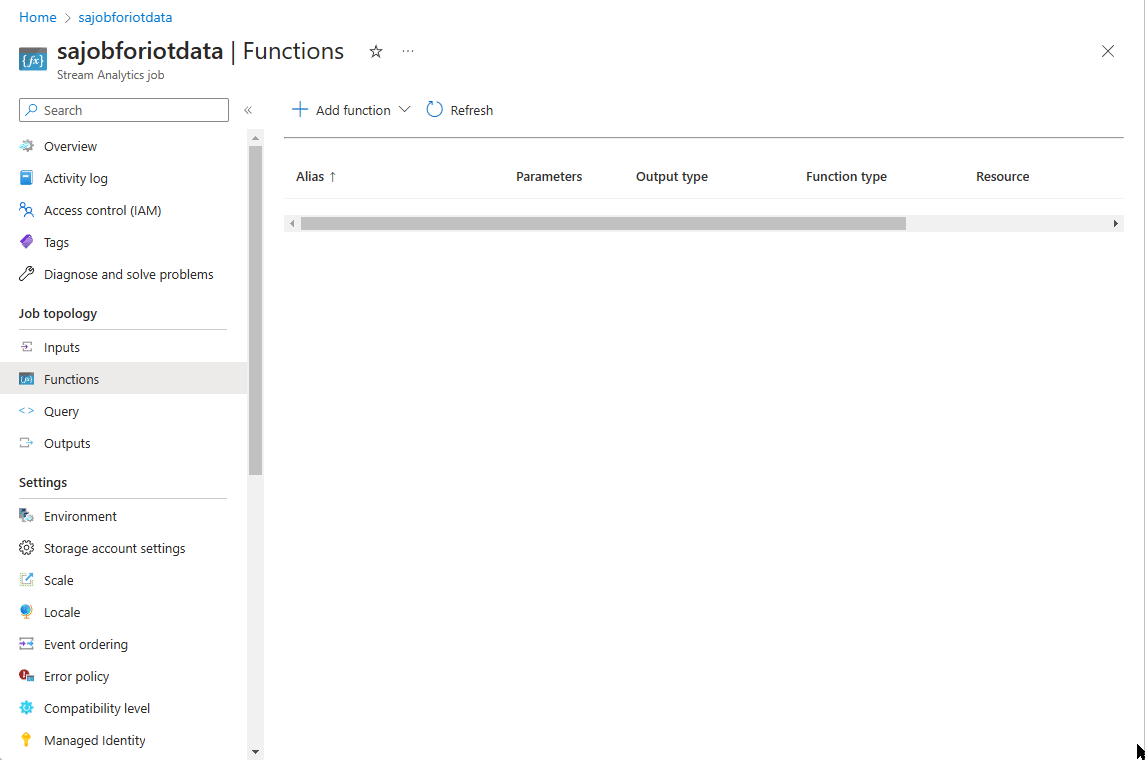 Home > sajobforiotdata
{fx} sajobforiotdata | Functions
Stream Analytics job
Search
Add function
Refresh
Overview
Activity log
Access control (IAM)
Tags
Diagnose and solve problems
Job topology
Inputs
Functions
Query
Outputs
Settings
Environment
Storage account settings
Scale
Locale
Event ordering
Error policy
Compatibility level
Managed Identity
Alias ↑ Parameters Output type Function type Resource